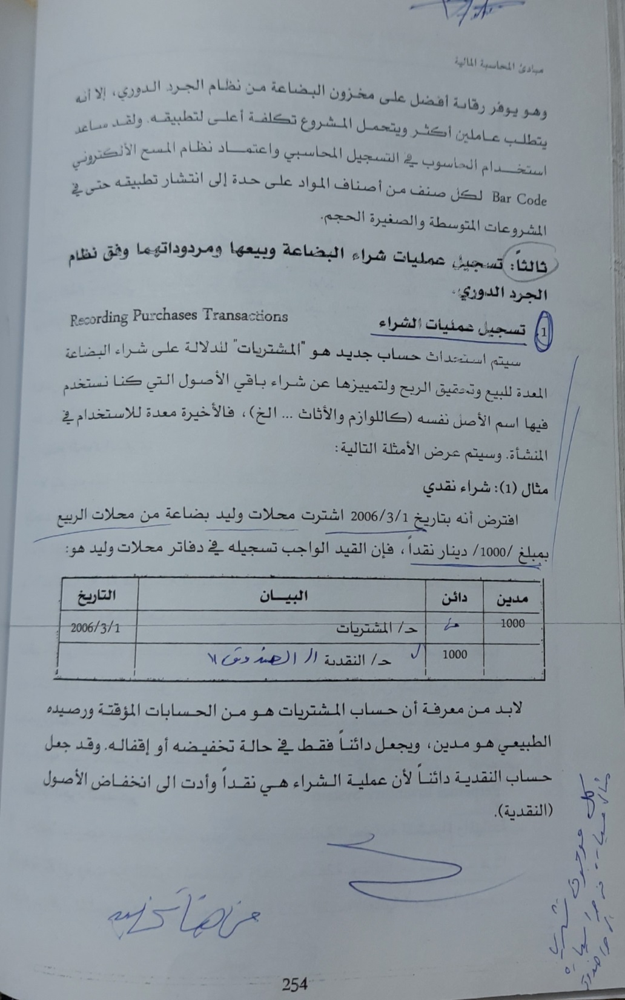 مبادئ المحاسبة المالية
وهو يوفر رقابة أفضل على مخزون البضاعة من نظام الجرد الدوري، إلا أنه
يتطلب عاملين أكثر ويتحمل المشروع تكلفة أعلى لتطبيقه. ولقد ساعد
استخدام الحاسوب في التسجيل المحاسبي واعتماد نظام المسح الألكتروني
Bar Code لكل صنف من أصناف المواد على حدة إلى انتشار تطبيقه حتى في
المشروعات المتوسطة والصغيرة الحجم.
ثالثاً: تسجيل عمليات شراء البضاعة وبيعها ومردوداتهما وفق نظام
الجرد الدوري.
1 تسجيل عمليات الشراء Recording Purchases Transactions
سيتم استحداث حساب جديد هو "المشتريات" للدلالة على شراء البضاعة
المعدة للبيع وتحقيق الربح ولتمييزها عن شراء باقي الأصول التي كنا نستخدم
فيها اسم الأصل نفسه (كاللوازم والأثاث ... الخ)، فالأخيرة معدة للاستخدام في
المنشأة. وسيتم عرض الأمثلة التالية:
مثال (1): شراء نقدي
افترض أنه بتاريخ 2006/3/1 اشترت محلات وليد بضاعة من محلات الربيع
بمبلغ /1000/ دينار نقداً، فإن القيد الواجب تسجيله في دفاتر محلات وليد هو:
مدين دائن البيـــان التاريخ
1000 حـ/ المشتريات 2006/3/1
1000 حـ/ النقدية الصندوق
لابد من معرفة أن حساب المشتريات هو من الحسابات المؤقتة ورصيده
الطبيعي هو مدين، ويجعل دائناً فقط في حالة تخفيضه أو إقفاله. وقد جعل
حساب النقدية دائناً لأن عملية الشراء هي نقداً وأدت الى انخفاض الأصول
(النقدية).
254